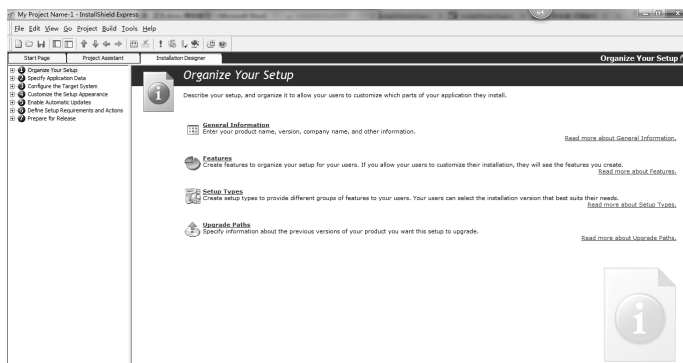 My Project Name-1 - InstallShield Express
File Edit View Go Project Build Tools Help
Start Page Project Assistant Installation Designer Organize Your Setup
1 Organize Your Setup
2 Specify Application Data
3 Configure the Target System
4 Customize the Setup Appearance
5 Enable Automatic Updates
6 Define Setup Requirements and Actions
7 Prepare for Release
Organize Your Setup
Describe your setup, and organize it to allow your users to customize which parts of your application they install.
General Information
Enter your product name, version, company name, and other information.
Read more about General Information.
Features
Create features to organize your setup for your users. If you allow your users to customize their installation, they will see the features you create.
Read more about Features.
Setup Types
Create setup types to provide different groups of features to your users. Your users can select the installation version that best suits their needs.
Read more about Setup Types.
Upgrade Paths
Specify information about the previous versions of your product you want this setup to upgrade.
Read more about Upgrade Paths.